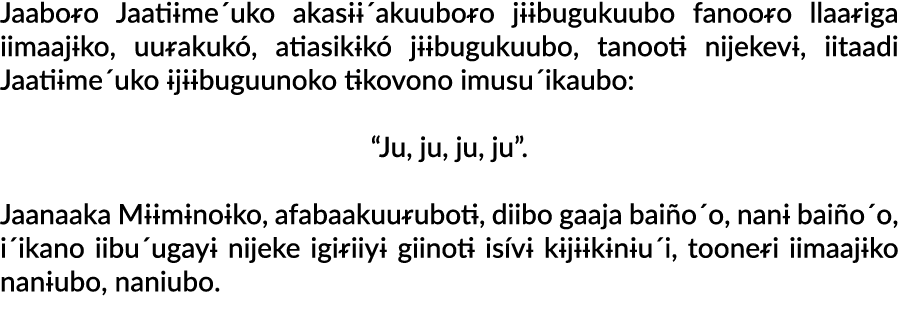 Jaaboɍo Jaatɨɨme´uko akasɨɨ´akuuboɍo jɨɨbugukuubo fanooɍo llaaɍiga
iimaajɨko, uuɍakukó, atiasikɨkó jɨɨbugukuubo, tanootɨ nijekevɨ, iitaadi
Jaatɨɨme´uko ɨjɨɨbuguunoko tɨkovono imusu´ikaubo:
“Ju, ju, ju, ju”.
Jaanaaka Mɨɨmɨnoɨko, afabaakuuɍubotɨ, diibo gaaja baiño´o, nanɨ baiño´o,
i´ikano iibu´ugayɨ nijeke igiɍiiyɨ giinotɨ isívɨ kɨjɨɨkɨnɨu´i, tooneɍi iimaajɨko
nanɨubo, naniubo.